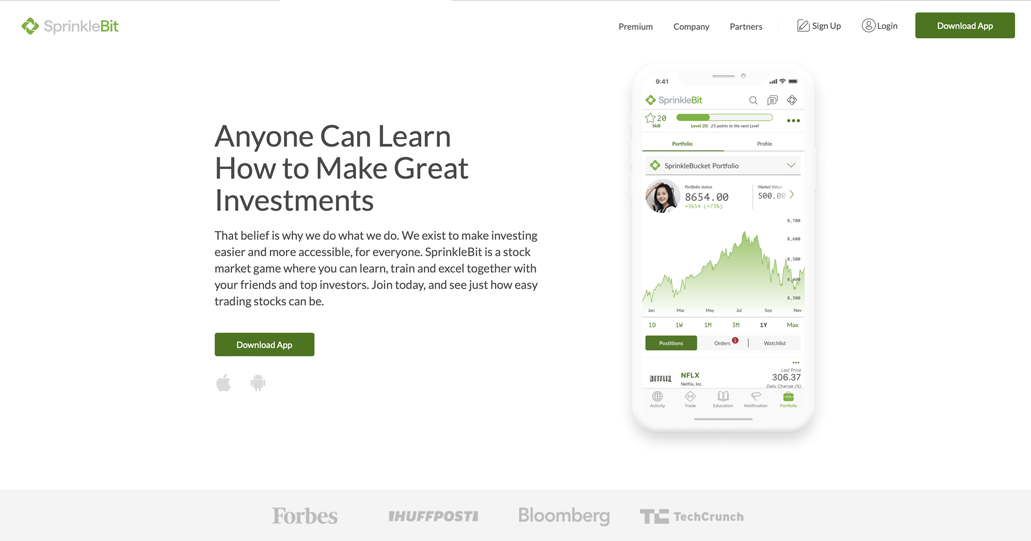 SprinkleBit
Premium
Company
Partners
Sign Up
Login
Download App
Anyone Can Learn
How to Make Great
Investments
That belief is why we do what we do. We exist to make investing
easier and more accessible, for everyone. SprinkleBit is a stock
market game where you can learn, train and excel together with
your friends and top investors. Join today, and see just how easy
trading stocks can be.
Download App
9:41
SprinkleBit
20
Skill
Level 20: 25 points to the next Level
Portfolio
Profile
SprinkleBucket Portfolio
Portfolio status
8654.00
+3654 (+73%)
Market Value
500.00
8,700
8,600
8,500
8,400
8,300
Jan Mar May Jul Sep Nov
1D 1W 1M 3M 1Y Max
Positions
Orders
Watchlist
NETFLIX
NFLX
Netflix, Inc.
Last Price
306.37
Daily Change (%)
Activity
Trade
Education
Notification
Portfolio
Forbes
IHUFFPOSTI
Bloomberg
TC TechCrunch